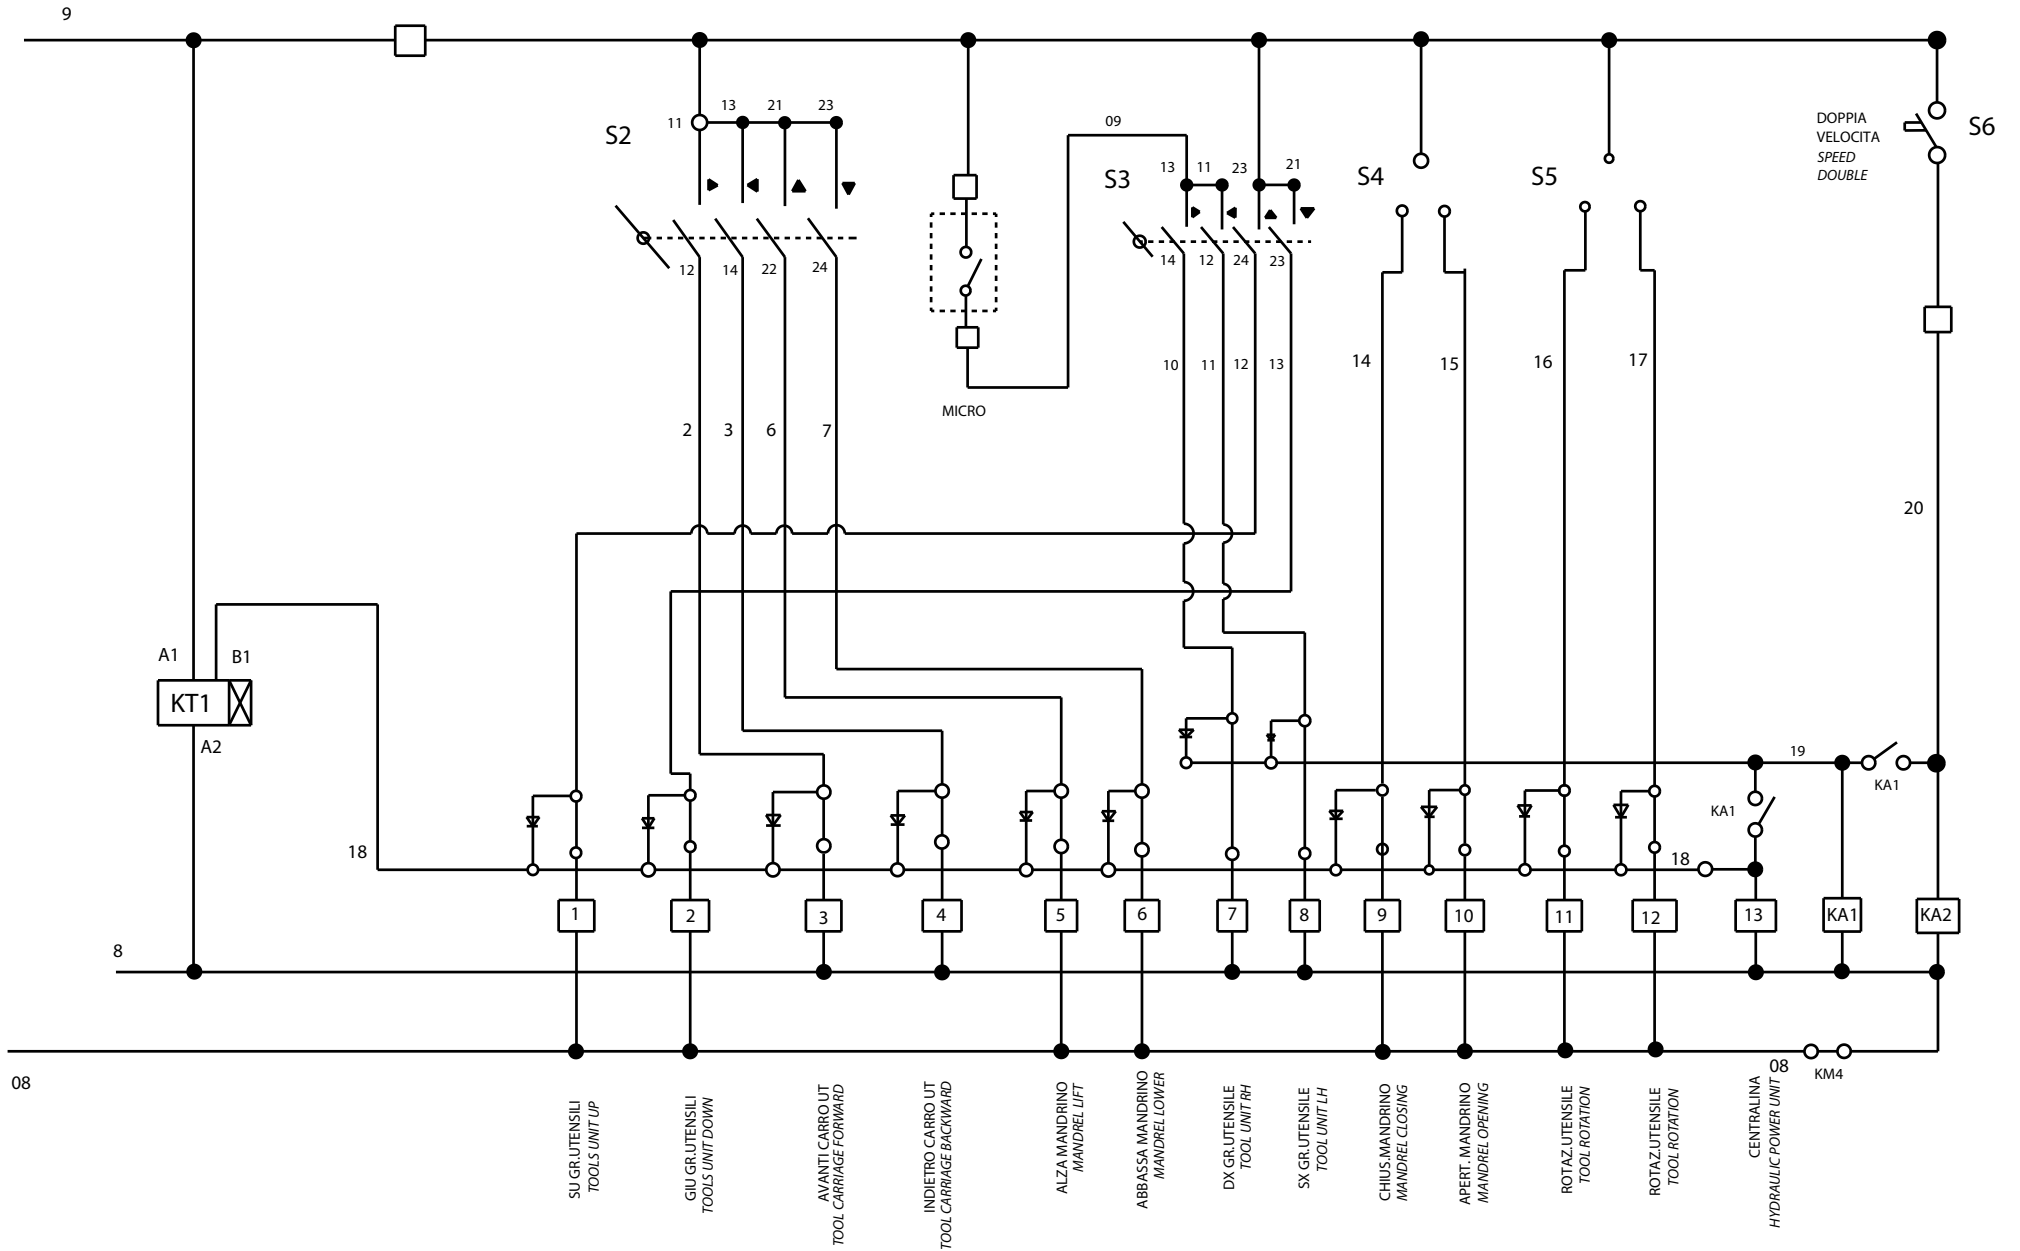 9
13
21
23
11
S2
12
14
22
24
2
3
6
7
MICRO
09
13
11
23
21
S3
14
12
24
23
10
11
12
13
S4
14
15
S5
16
17
DOPPIA
VELOCITA
SPEED
DOUBLE
S6
20
A1
B1
KT1
A2
19
KA1
KA1
18
18
1
2
3
4
5
6
7
8
9
10
11
12
13
KA1
KA2
8
08
08
KM4
SU GR.UTENSILI
TOOLS UNIT UP
GIU GR.UTENSILI
TOOLS UNIT DOWN
AVANTI CARRO UT
TOOL CARRIAGE FORWARD
INDIETRO CARRO UT
TOOL CARRIAGE BACKWARD
ALZA MANDRINO
MANDREL LIFT
ABBASSA MANDRINO
MANDREL LOWER
DX GR.UTENSILE
TOOL UNIT RH
SX GR.UTENSILE
TOOL UNIT LH
CHIUS.MANDRINO
MANDREL CLOSING
APERT. MANDRINO
MANDREL OPENING
ROTAZ.UTENSILE
TOOL ROTATION
ROTAZ.UTENSILE
TOOL ROTATION
CENTRALINA
HYDRAULIC POWER UNIT